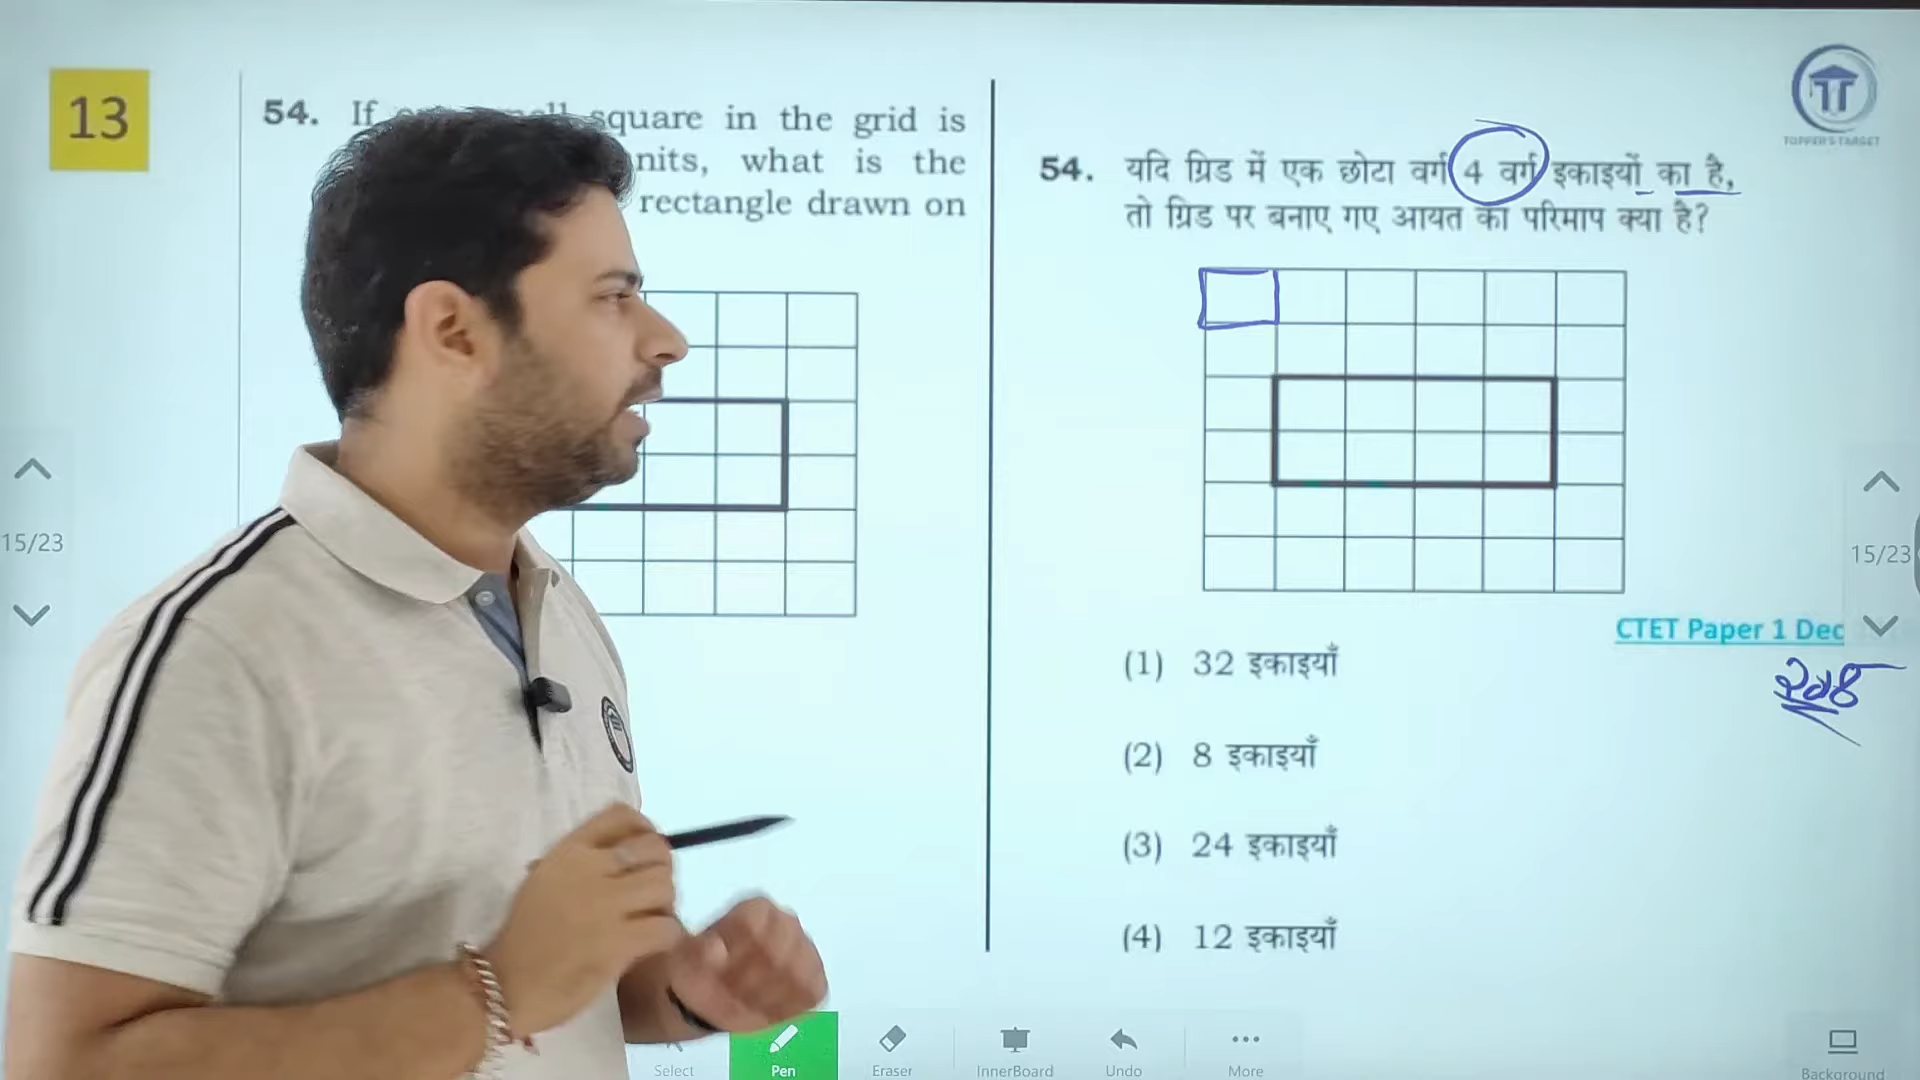 13
54. If square in the grid is
nits, what is the
rectangle drawn on
TOPPER'S TARGET
54. यदि ग्रिड में एक छोटा वर्ग 4 वर्ग इकाइयों का है,
तो ग्रिड पर बनाए गए आयत का परिमाप क्या है?
15/23
15/23
CTET Paper 1 Dec
(1) 32 इकाइयाँ
(2) 8 इकाइयाँ
(3) 24 इकाइयाँ
(4) 12 इकाइयाँ
Select
Pen
Eraser
InnerBoard
Undo
More
Background